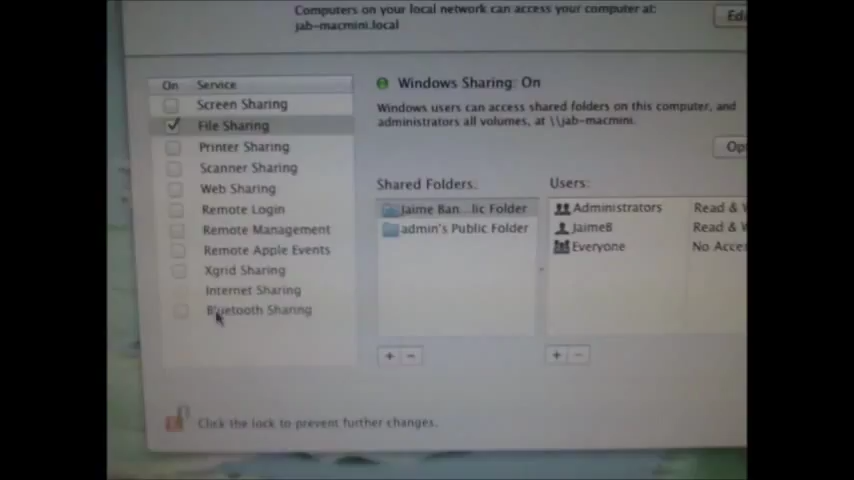 Computers on your local network can access your computer at:
jab-macmini.local
On Service
Screen Sharing
File Sharing
Printer Sharing
Scanner Sharing
Web Sharing
Remote Login
Remote Management
Remote Apple Events
Xgrid Sharing
Internet Sharing
Bluetooth Sharing
Windows Sharing: On
Windows users can access shared folders on this computer, and
administrators all volumes, at \\jab-macmini.
Shared Folders:
Jaime Ban...lic Folder
admin's Public Folder
Users:
Administrators Read & W
JaimeB Read & W
Everyone No Acce
+ − + −
Click the lock to prevent further changes.